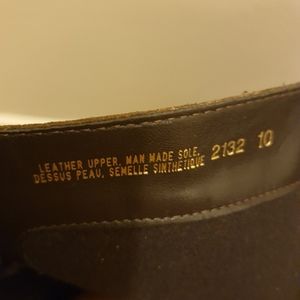 LEATHER UPPER, MAN MADE SOLE,
DESSUS PEAU, SEMELLE SINTHETIQUE 2132 10